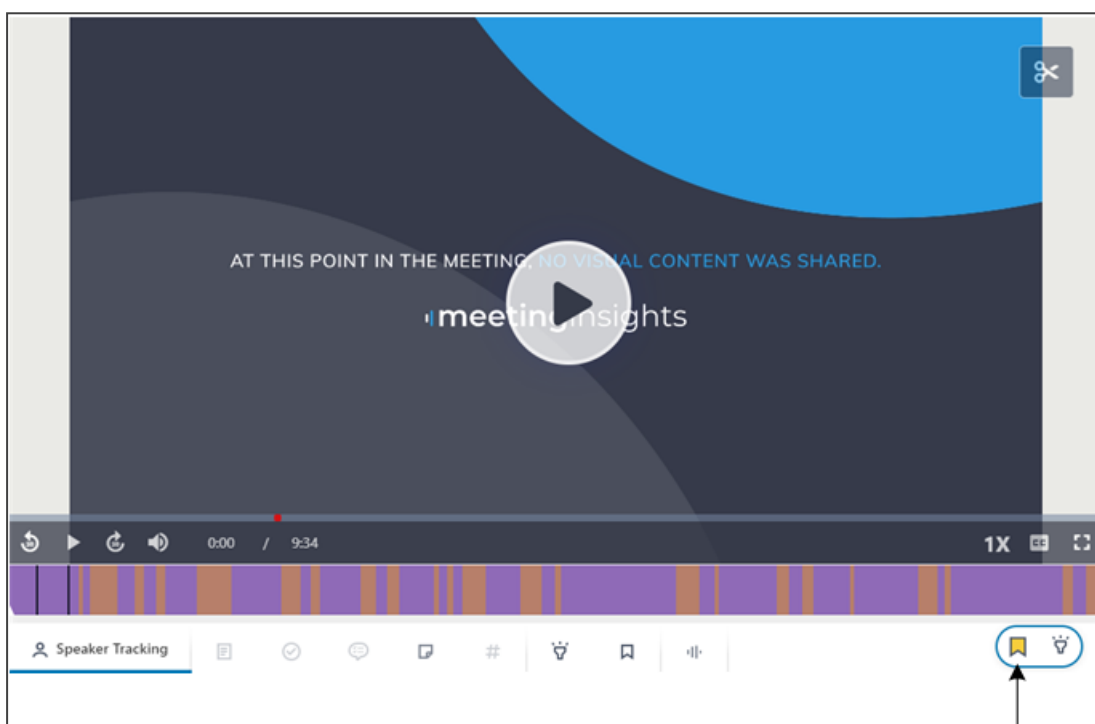 AT THIS POINT IN THE MEETING, NO VISUAL CONTENT WAS SHARED.
meetinginsights
0:00 / 9:34
1X CC
Speaker Tracking
#